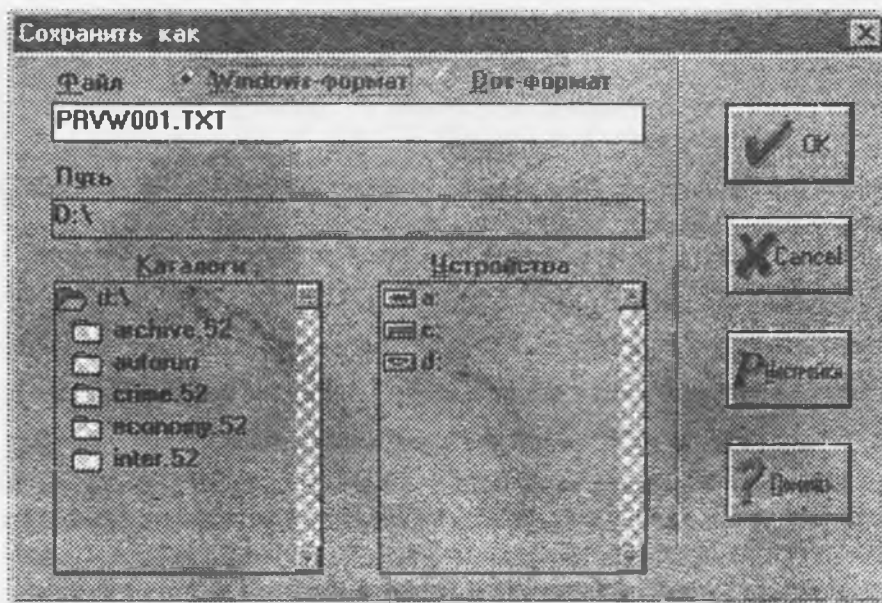 Сохранить как
Файл Windows-формат Dos-формат
PRVW001.TXT
Путь
D:\
Каталоги Устройства
d:\ a:
archive.52 c:
autorun d:
crime.52
economy.52
inter.52
OK
Cancel
Настройка
Помощь